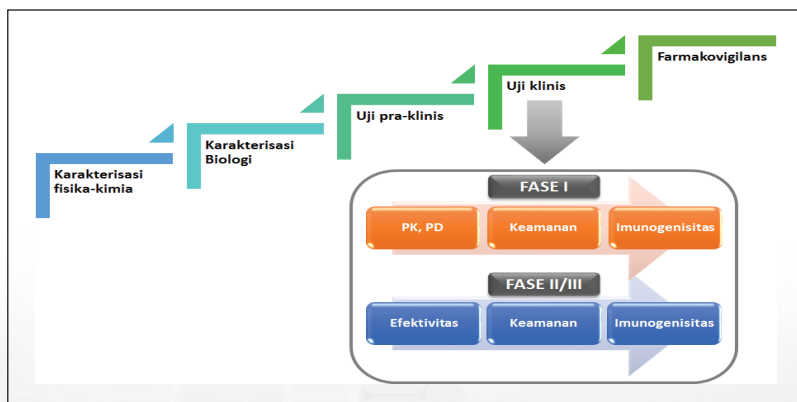 Farmakovigilans
Uji klinis
Uji pra-klinis
Karakterisasi
Biologi
Karakterisasi
fisika-kimia
FASE I
PK, PD
Keamanan
Imunogenisitas
FASE II/III
Efektivitas
Keamanan
Imunogenisitas